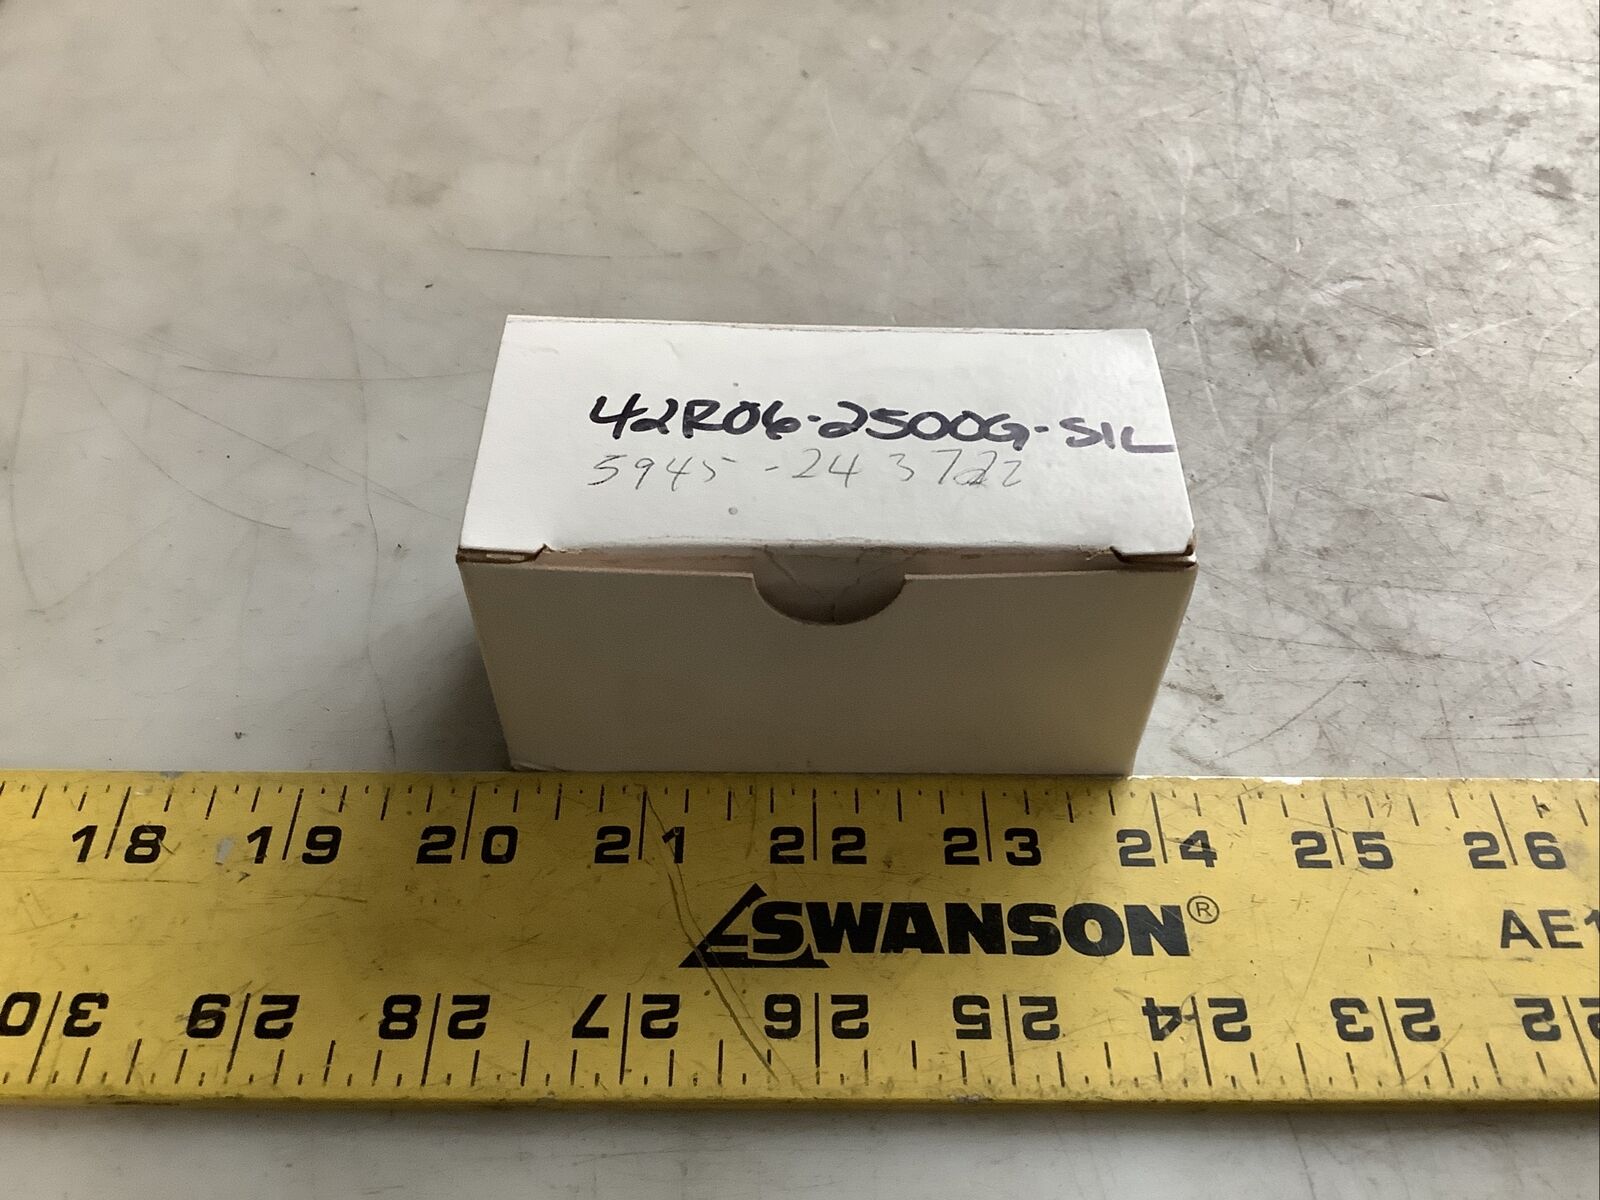 42R06-2500G-SIL
5945-243722
18 19 20 21 22 23 24 25 26
SWANSON®
AE1
30 29 28 27 26 25 24 23 22